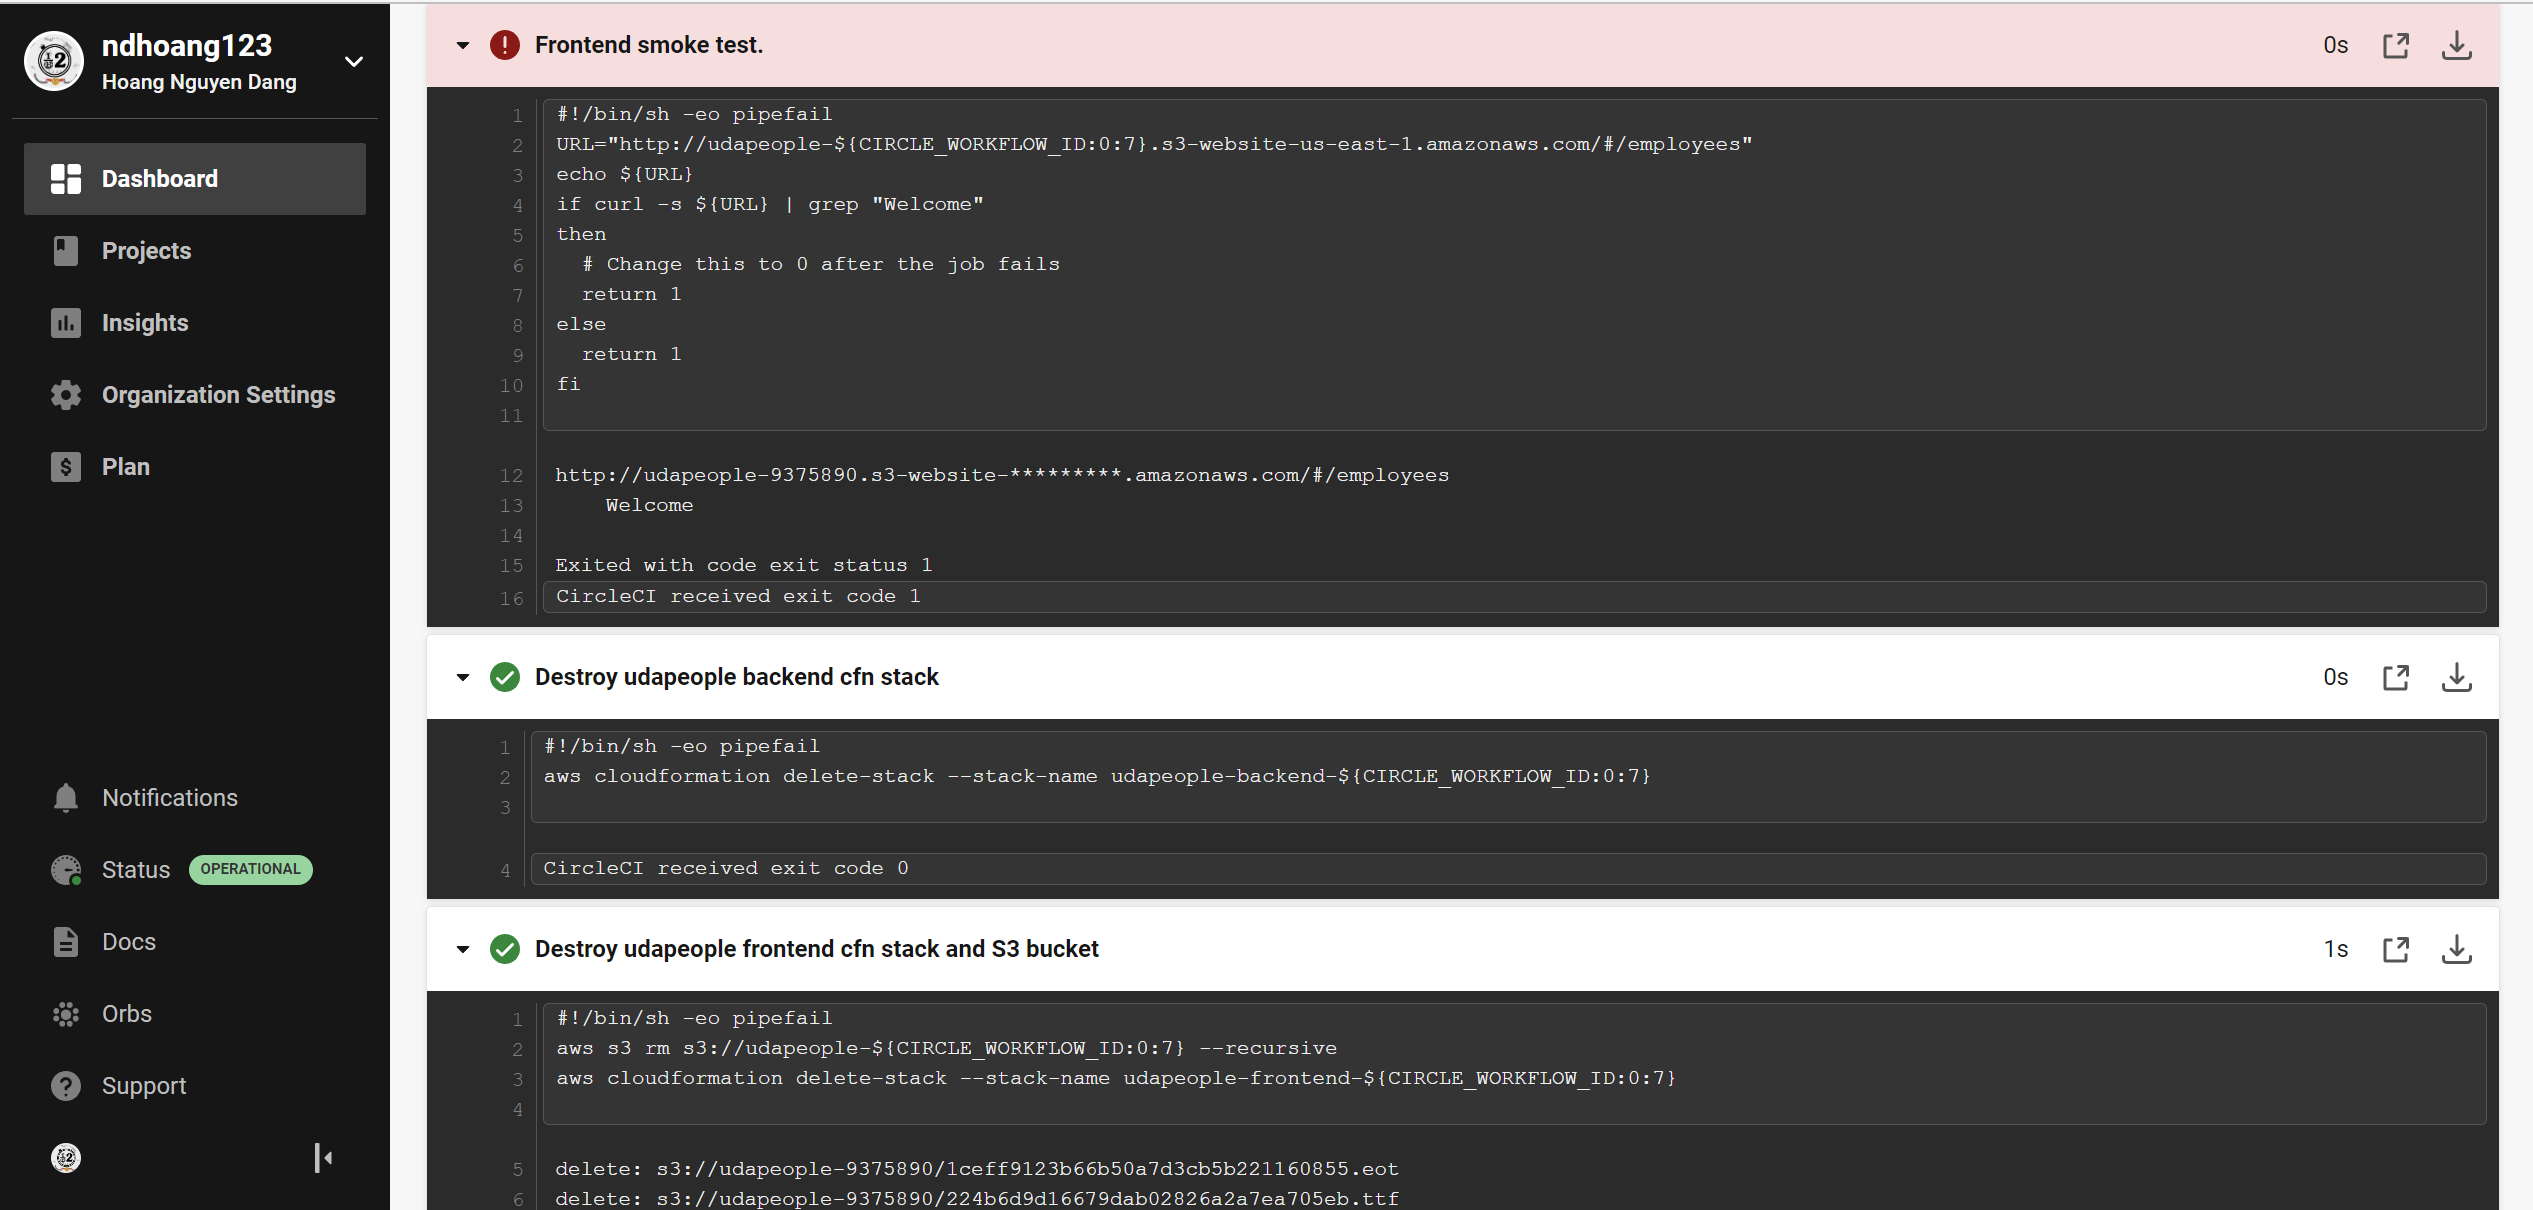 ndhoang123
Hoang Nguyen Dang
Dashboard
Projects
Insights
Organization Settings
Plan
Notifications
Status OPERATIONAL
Docs
Orbs
Support
Frontend smoke test. 0s
1 #!/bin/sh -eo pipefail
2 URL="http://udapeople-${CIRCLE_WORKFLOW_ID:0:7}.s3-website-us-east-1.amazonaws.com/#/employees"
3 echo ${URL}
4 if curl -s ${URL} | grep "Welcome"
5 then
6 # Change this to 0 after the job fails
7 return 1
8 else
9 return 1
10 fi
11
12 http://udapeople-9375890.s3-website-*********.amazonaws.com/#/employees
13 Welcome
14
15 Exited with code exit status 1
16 CircleCI received exit code 1
Destroy udapeople backend cfn stack 0s
1 #!/bin/sh -eo pipefail
2 aws cloudformation delete-stack --stack-name udapeople-backend-${CIRCLE_WORKFLOW_ID:0:7}
3
4 CircleCI received exit code 0
Destroy udapeople frontend cfn stack and S3 bucket 1s
1 #!/bin/sh -eo pipefail
2 aws s3 rm s3://udapeople-${CIRCLE_WORKFLOW_ID:0:7} --recursive
3 aws cloudformation delete-stack --stack-name udapeople-frontend-${CIRCLE_WORKFLOW_ID:0:7}
4
5 delete: s3://udapeople-9375890/1ceff9123b66b50a7d3cb5b221160855.eot
6 delete: s3://udapeople-9375890/224b6d9d16679dab02826a2a7ea705eb.ttf